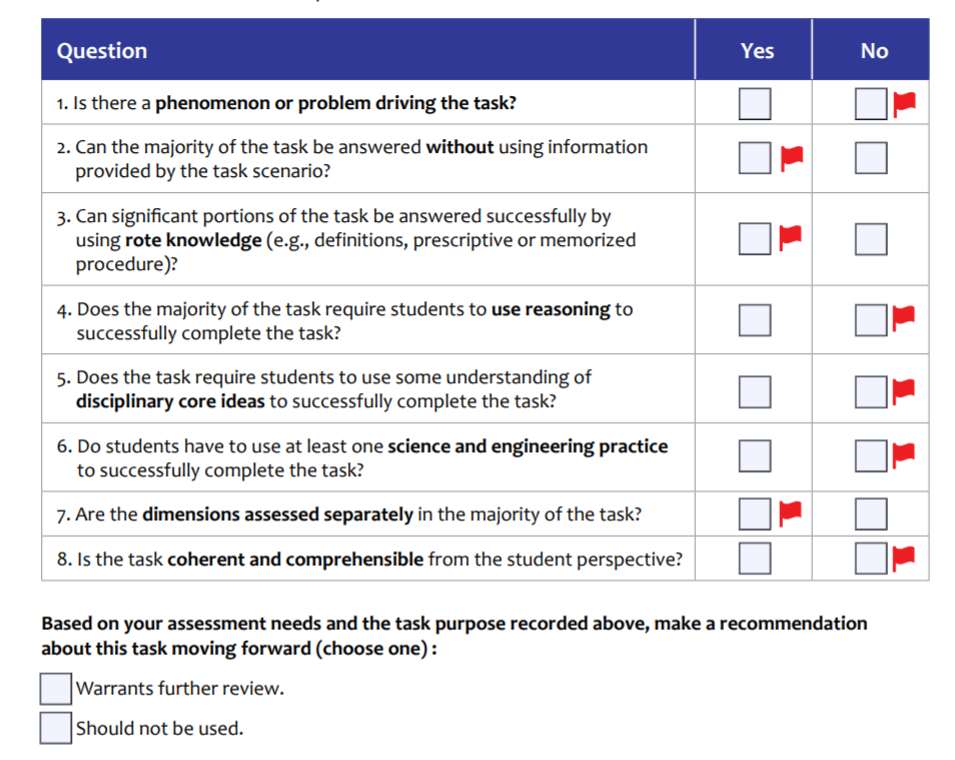 Question Yes No
1. Is there a phenomenon or problem driving the task?
2. Can the majority of the task be answered without using information
provided by the task scenario?
3. Can significant portions of the task be answered successfully by
using rote knowledge (e.g., definitions, prescriptive or memorized
procedure)?
4. Does the majority of the task require students to use reasoning to
successfully complete the task?
5. Does the task require students to use some understanding of
disciplinary core ideas to successfully complete the task?
6. Do students have to use at least one science and engineering practice
to successfully complete the task?
7. Are the dimensions assessed separately in the majority of the task?
8. Is the task coherent and comprehensible from the student perspective?
Based on your assessment needs and the task purpose recorded above, make a recommendation
about this task moving forward (choose one) :
Warrants further review.
Should not be used.